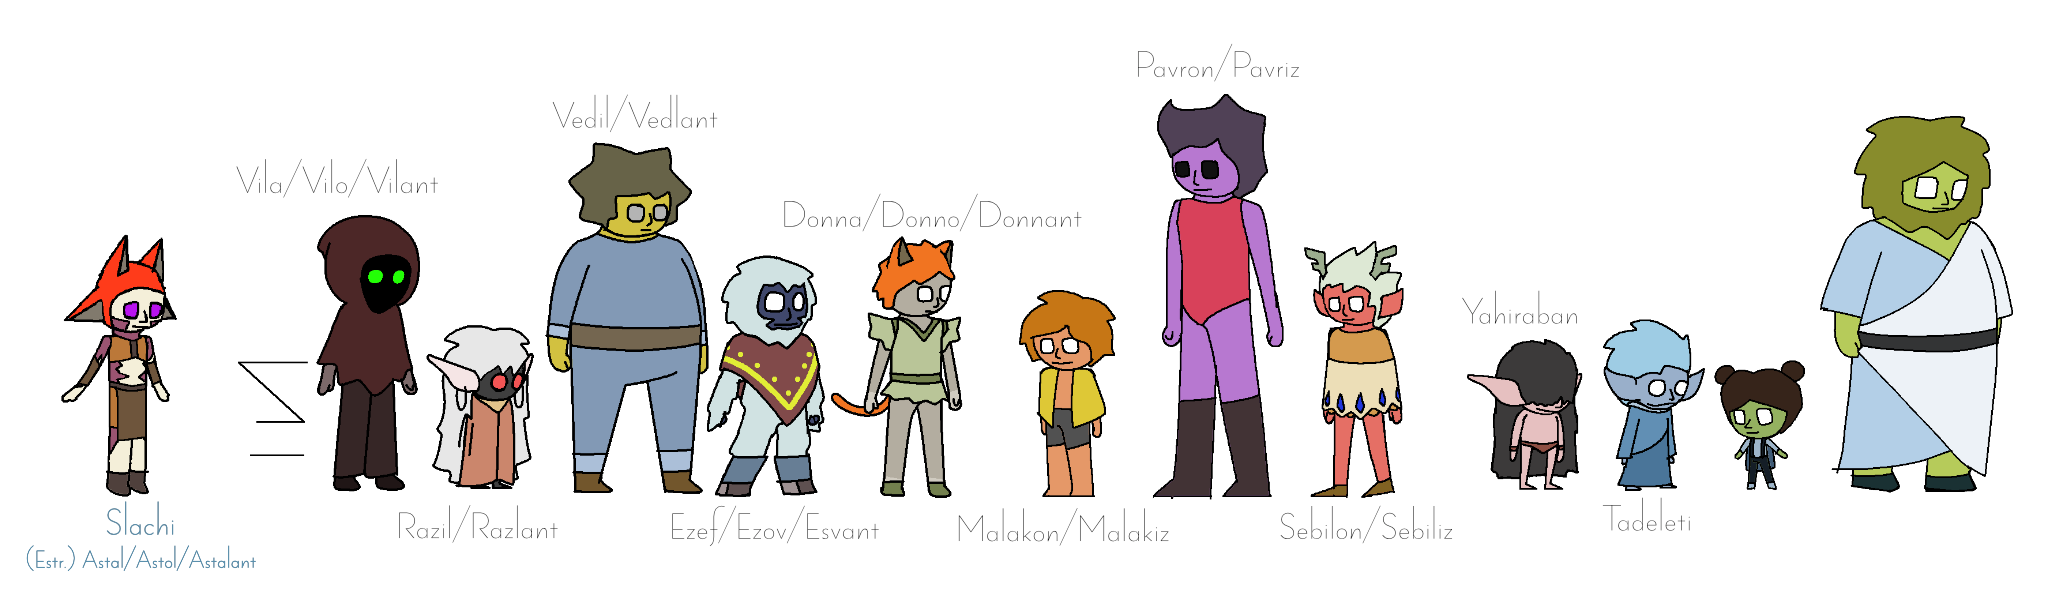 Pavron/Pavriz
Vedil/Vedlant
Vila/Vilo/Vilant
Donna/Donno/Donnant
Yahiraban
Slachi
(Estr.) Astal/Astol/Astalant
Razil/Razlant
Ezef/Ezov/Esvant
Malakon/Malakiz
Sebilon/Sebiliz
Tadeleti